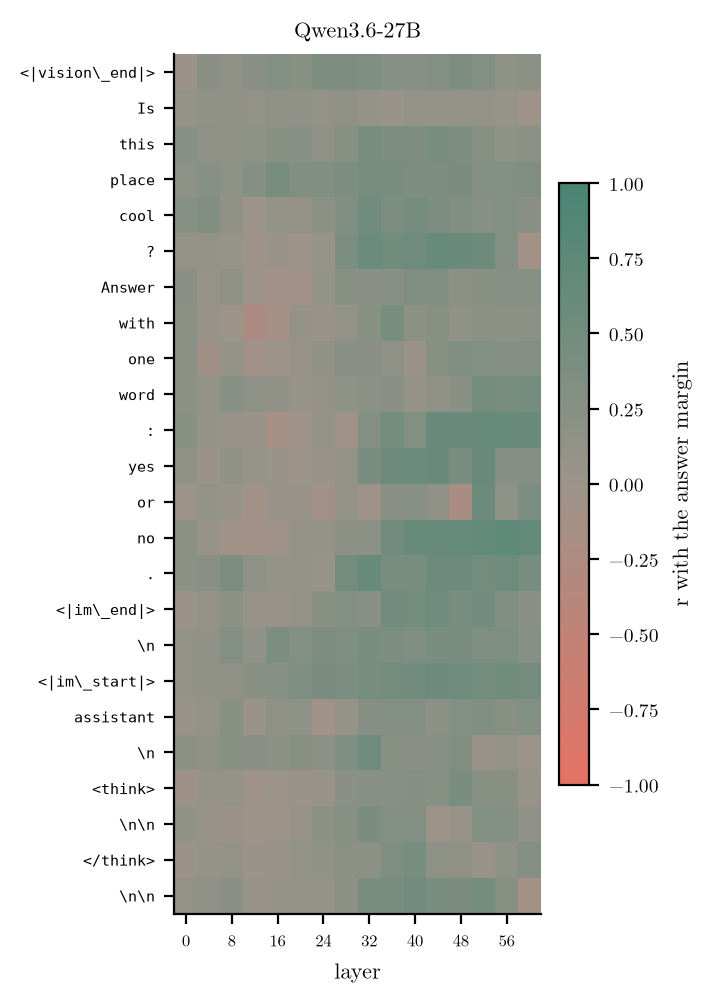 Qwen3.6-27B
<|vision\_end|>
Is
this
place
cool
?
Answer
with
one
word
:
yes
or
no
.
<|im\_end|>
\n
<|im\_start|>
assistant
\n
<think>
\n\n
</think>
\n\n
0 8 16 24 32 40 48 56
layer
1.00
0.75
0.50
0.25
0.00
−0.25
−0.50
−0.75
−1.00
r with the answer margin